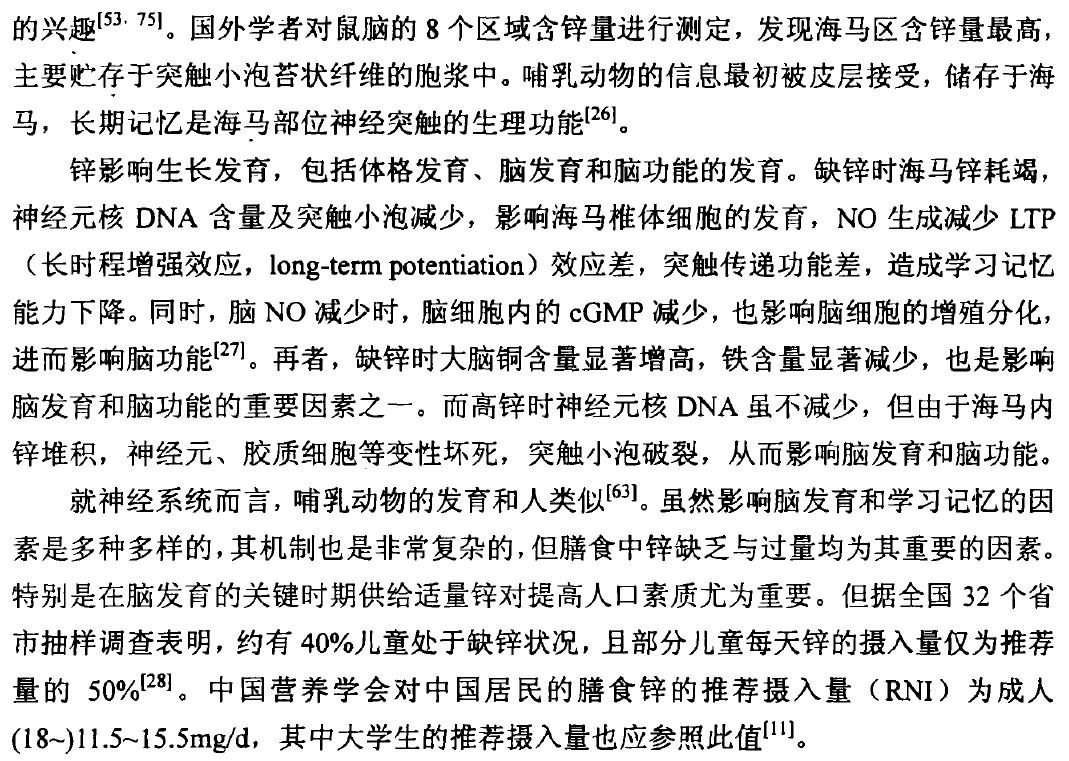 的兴趣[53, 75]。国外学者对鼠脑的 8 个区域含锌量进行测定，发现海马区含锌量最高，
主要贮存于突触小泡苔状纤维的胞浆中。哺乳动物的信息最初被皮层接受，储存于海
马，长期记忆是海马部位神经突触的生理功能[26]。
锌影响生长发育，包括体格发育、脑发育和脑功能的发育。缺锌时海马锌耗竭，
神经元核 DNA 含量及突触小泡减少，影响海马椎体细胞的发育，NO 生成减少 LTP
（长时程增强效应，long-term potentiation）效应差，突触传递功能差，造成学习记忆
能力下降。同时，脑 NO 减少时，脑细胞内的 cGMP 减少，也影响脑细胞的增殖分化，
进而影响脑功能[27]。再者，缺锌时大脑铜含量显著增高，铁含量显著减少，也是影响
脑发育和脑功能的重要因素之一。而高锌时神经元核 DNA 虽不减少，但由于海马内
锌堆积，神经元、胶质细胞等变性坏死，突触小泡破裂，从而影响脑发育和脑功能。
就神经系统而言，哺乳动物的发育和人类似[63]。虽然影响脑发育和学习记忆的因
素是多种多样的，其机制也是非常复杂的，但膳食中锌缺乏与过量均为其重要的因素。
特别是在脑发育的关键时期供给适量锌对提高人口素质尤为重要。但据全国 32 个省
市抽样调查表明，约有 40%儿童处于缺锌状况，且部分儿童每天锌的摄入量仅为推荐
量的 50%[28]。中国营养学会对中国居民的膳食锌的推荐摄入量（RNI）为成人
(18~)11.5~15.5mg/d，其中大学生的推荐摄入量也应参照此值[11]。